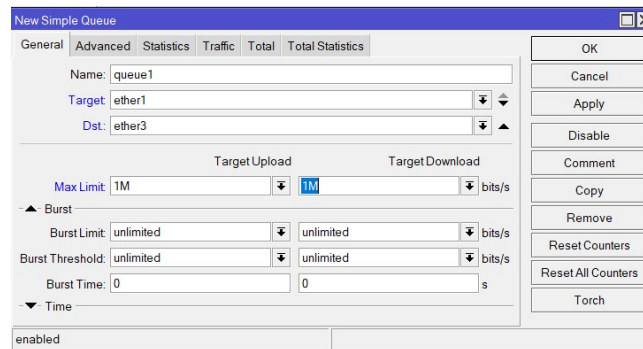 New Simple Queue
General Advanced Statistics Traffic Total Total Statistics
Name: queue1
Target: ether1
Dst.: ether3
Target Upload Target Download
Max Limit: 1M 1M bits/s
Burst
Burst Limit: unlimited unlimited bits/s
Burst Threshold: unlimited unlimited bits/s
Burst Time: 0 0 s
Time
enabled
OK
Cancel
Apply
Disable
Comment
Copy
Remove
Reset Counters
Reset All Counters
Torch